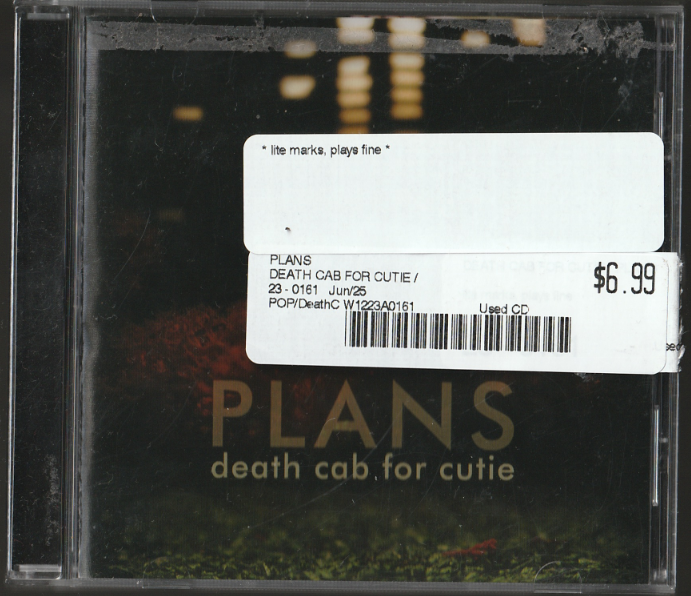 * lite marks, plays fine *
PLANS
DEATH CAB FOR CUTIE /
$6.99
23 - 0161 Jun/25
POP/DeathC W1223A0161 Used CD
PLANS
death cab for cutie